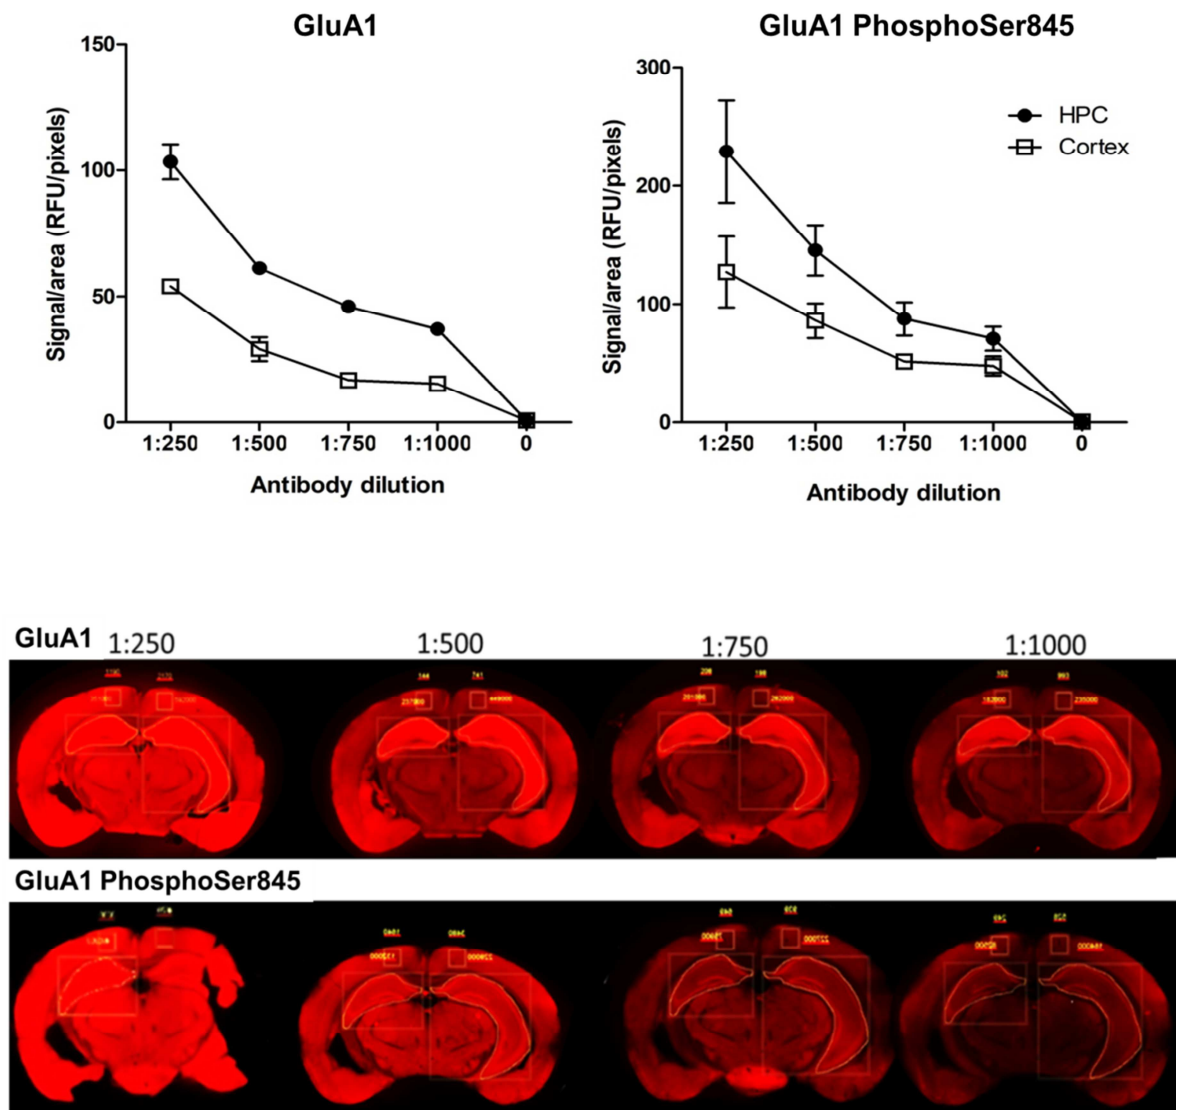 GluA1
GluA1 PhosphoSer845
150
100
50
0
Signal/area (RFU/pixels)
1:250 1:500 1:750 1:1000 0
Antibody dilution
300
200
100
0
Signal/area (RFU/pixels)
HPC
Cortex
1:250 1:500 1:750 1:1000 0
Antibody dilution
GluA1 1:250 1:500 1:750 1:1000
GluA1 PhosphoSer845